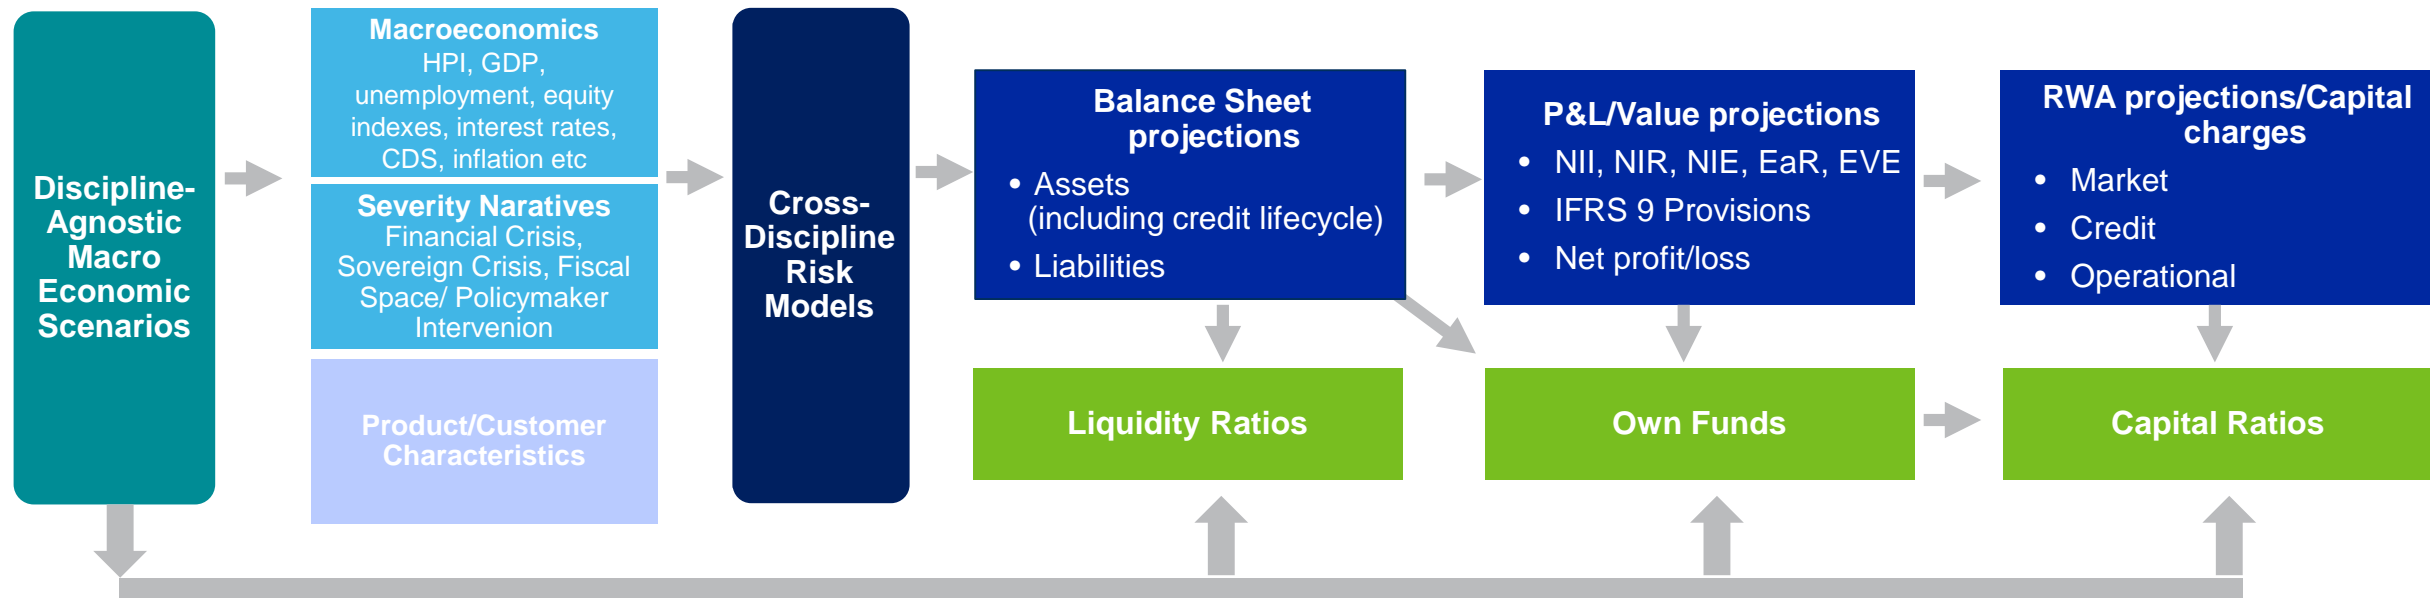 Discipline-
Agnostic
Macro
Economic
Scenarios
Macroeconomics
HPI, GDP,
unemployment, equity
indexes, interest rates,
CDS, inflation etc
Severity Naratives
Financial Crisis,
Sovereign Crisis, Fiscal
Space/ Policymaker
Intervenion
Product/Customer
Characteristics
Cross-
Discipline
Risk
Models
Balance Sheet
projections
• Assets
(including credit lifecycle)
• Liabilities
P&L/Value projections
• NII, NIR, NIE, EaR, EVE
• IFRS 9 Provisions
• Net profit/loss
RWA projections/Capital
charges
• Market
• Credit
• Operational
Liquidity Ratios
Own Funds
Capital Ratios